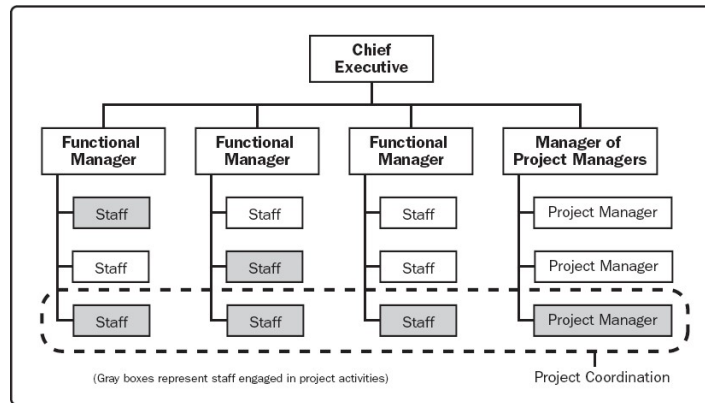 Chief
Executive
Functional
Manager
Functional
Manager
Functional
Manager
Manager of
Project Managers
Staff
Staff
Staff
Project Manager
Staff
Staff
Staff
Project Manager
Staff
Staff
Staff
Project Manager
(Gray boxes represent staff engaged in project activities)
Project Coordination